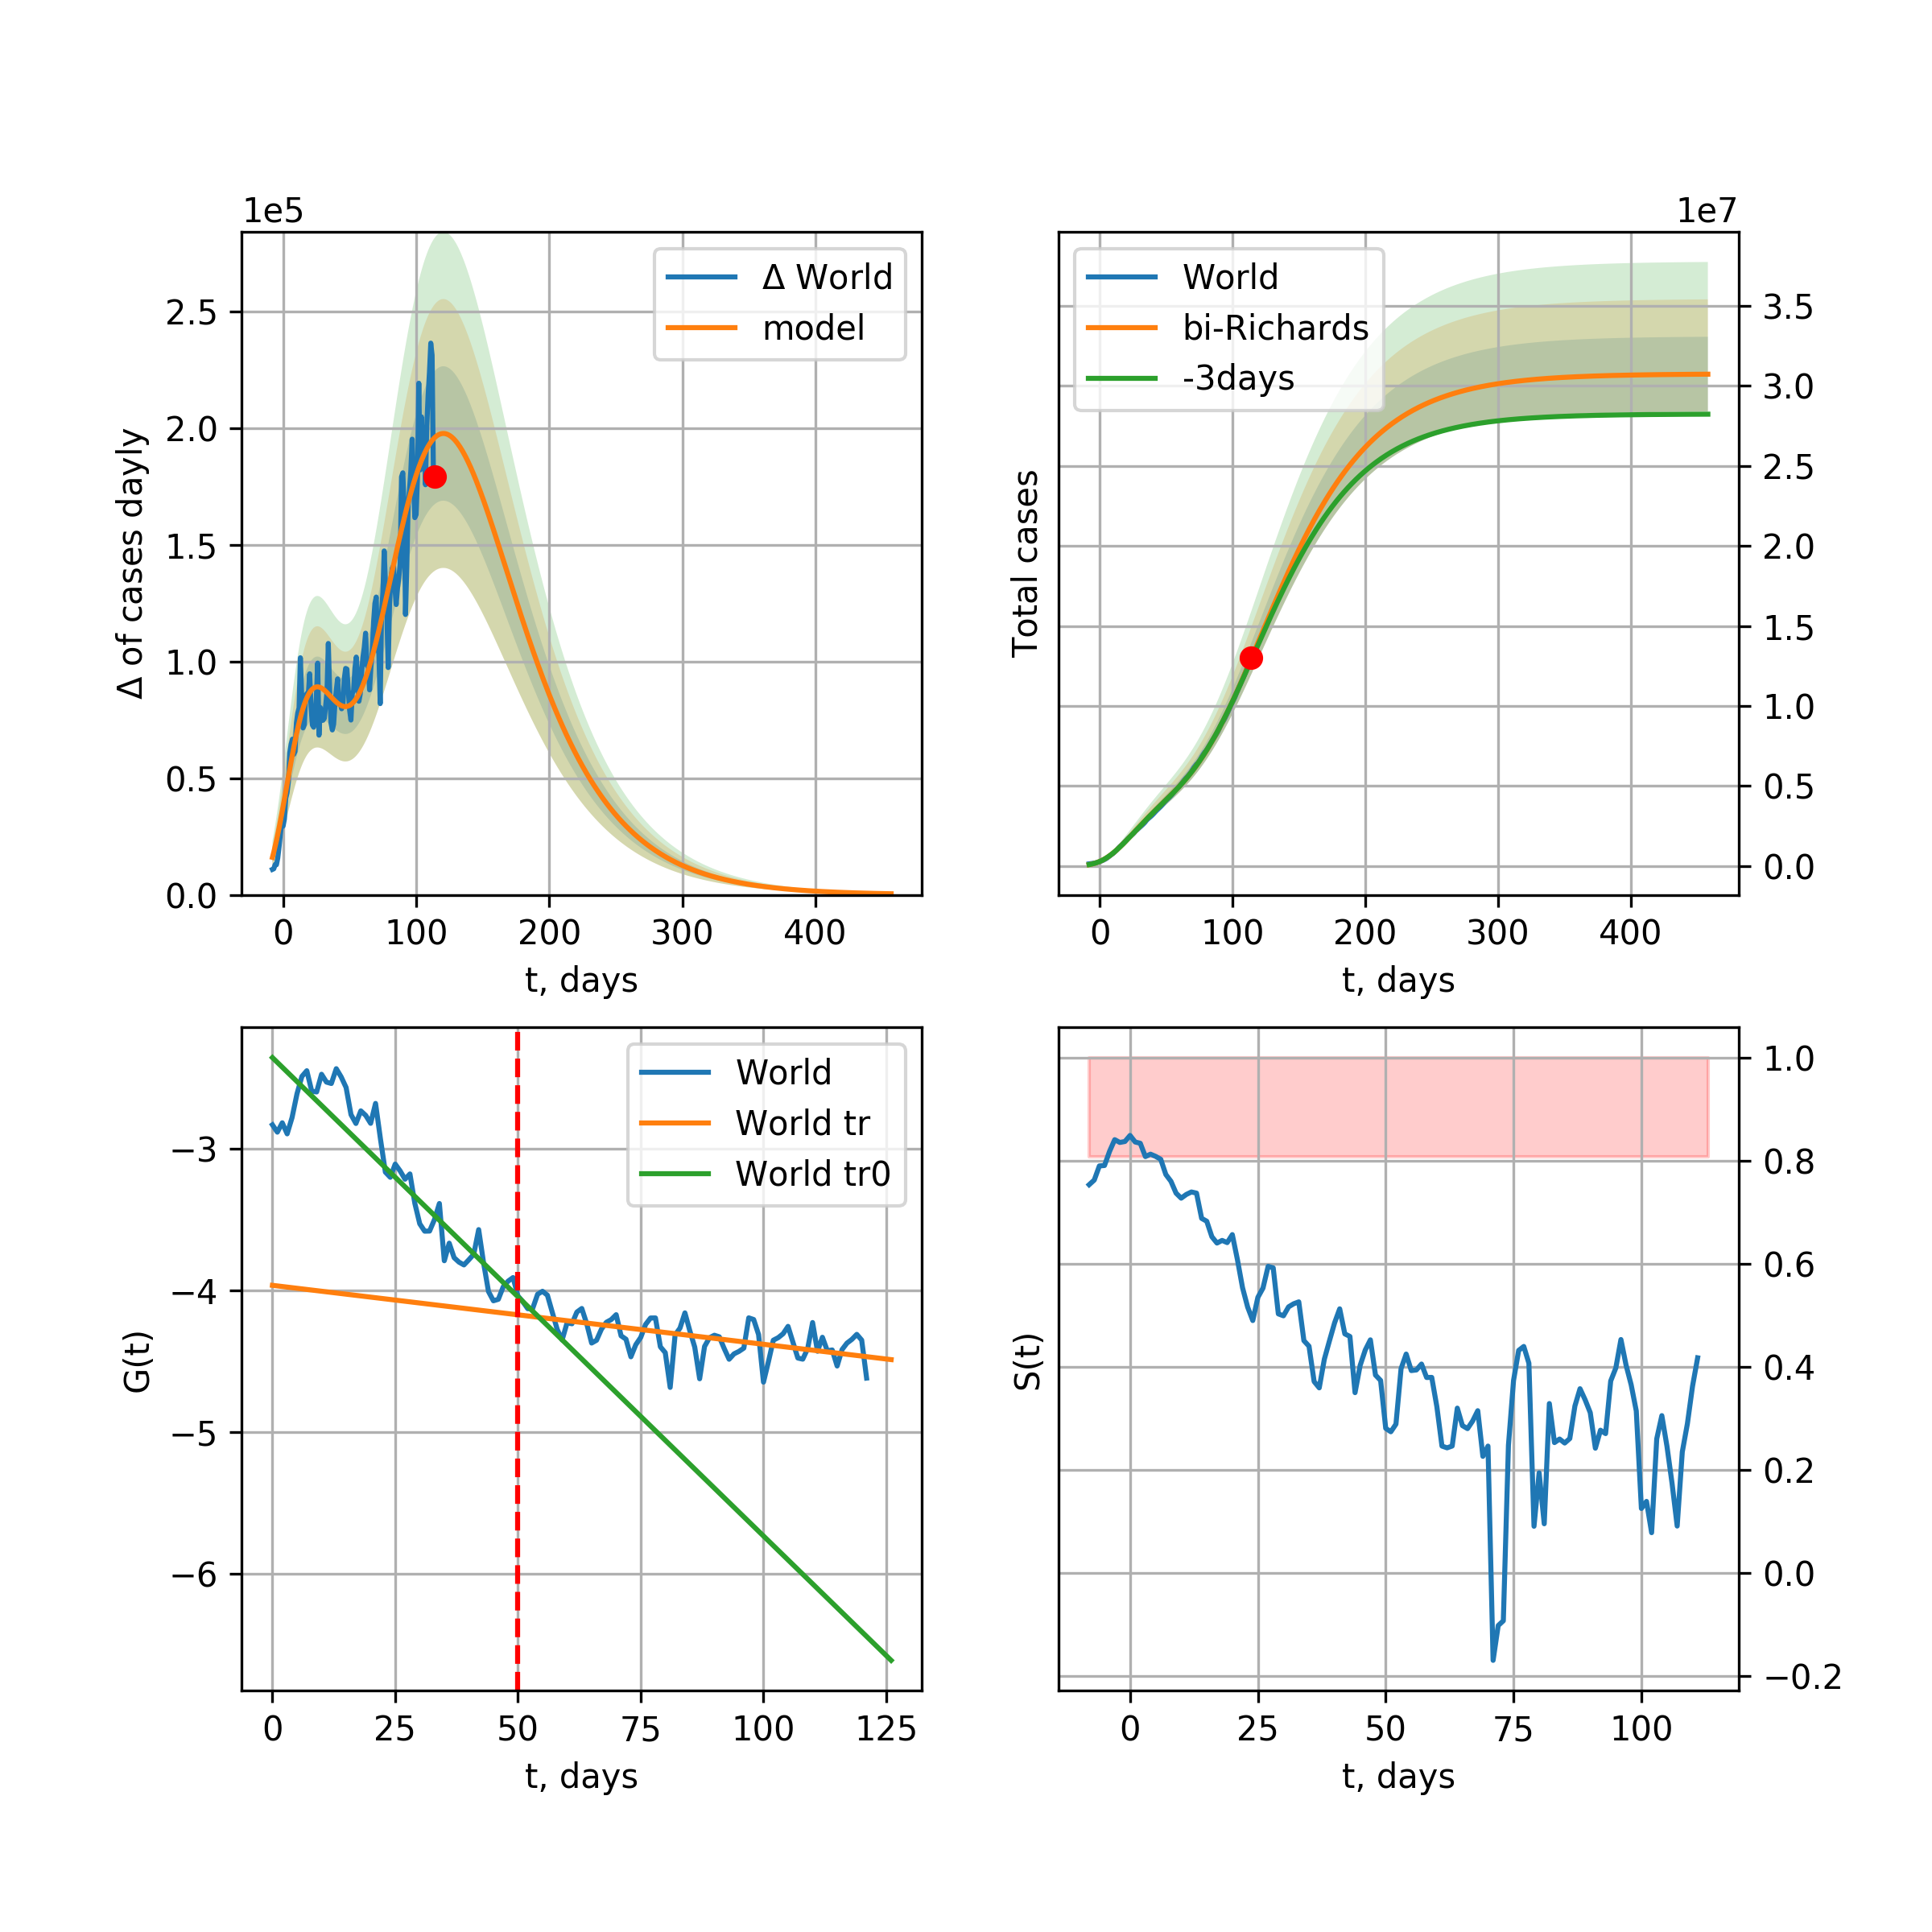 1e5
Δ World
model
2.5
2.0
1.5
1.0
0.5
0.0
Δ of cases dayly
0 100 200 300 400
t, days
1e7
World
bi-Richards
-3days
3.5
3.0
2.5
2.0
1.5
1.0
0.5
0.0
Total cases
0 100 200 300 400
t, days
World
World tr
World tr0
−3
−4
−5
−6
G(t)
0 25 50 75 100 125
t, days
1.0
0.8
0.6
0.4
0.2
0.0
−0.2
S(t)
0 25 50 75 100
t, days